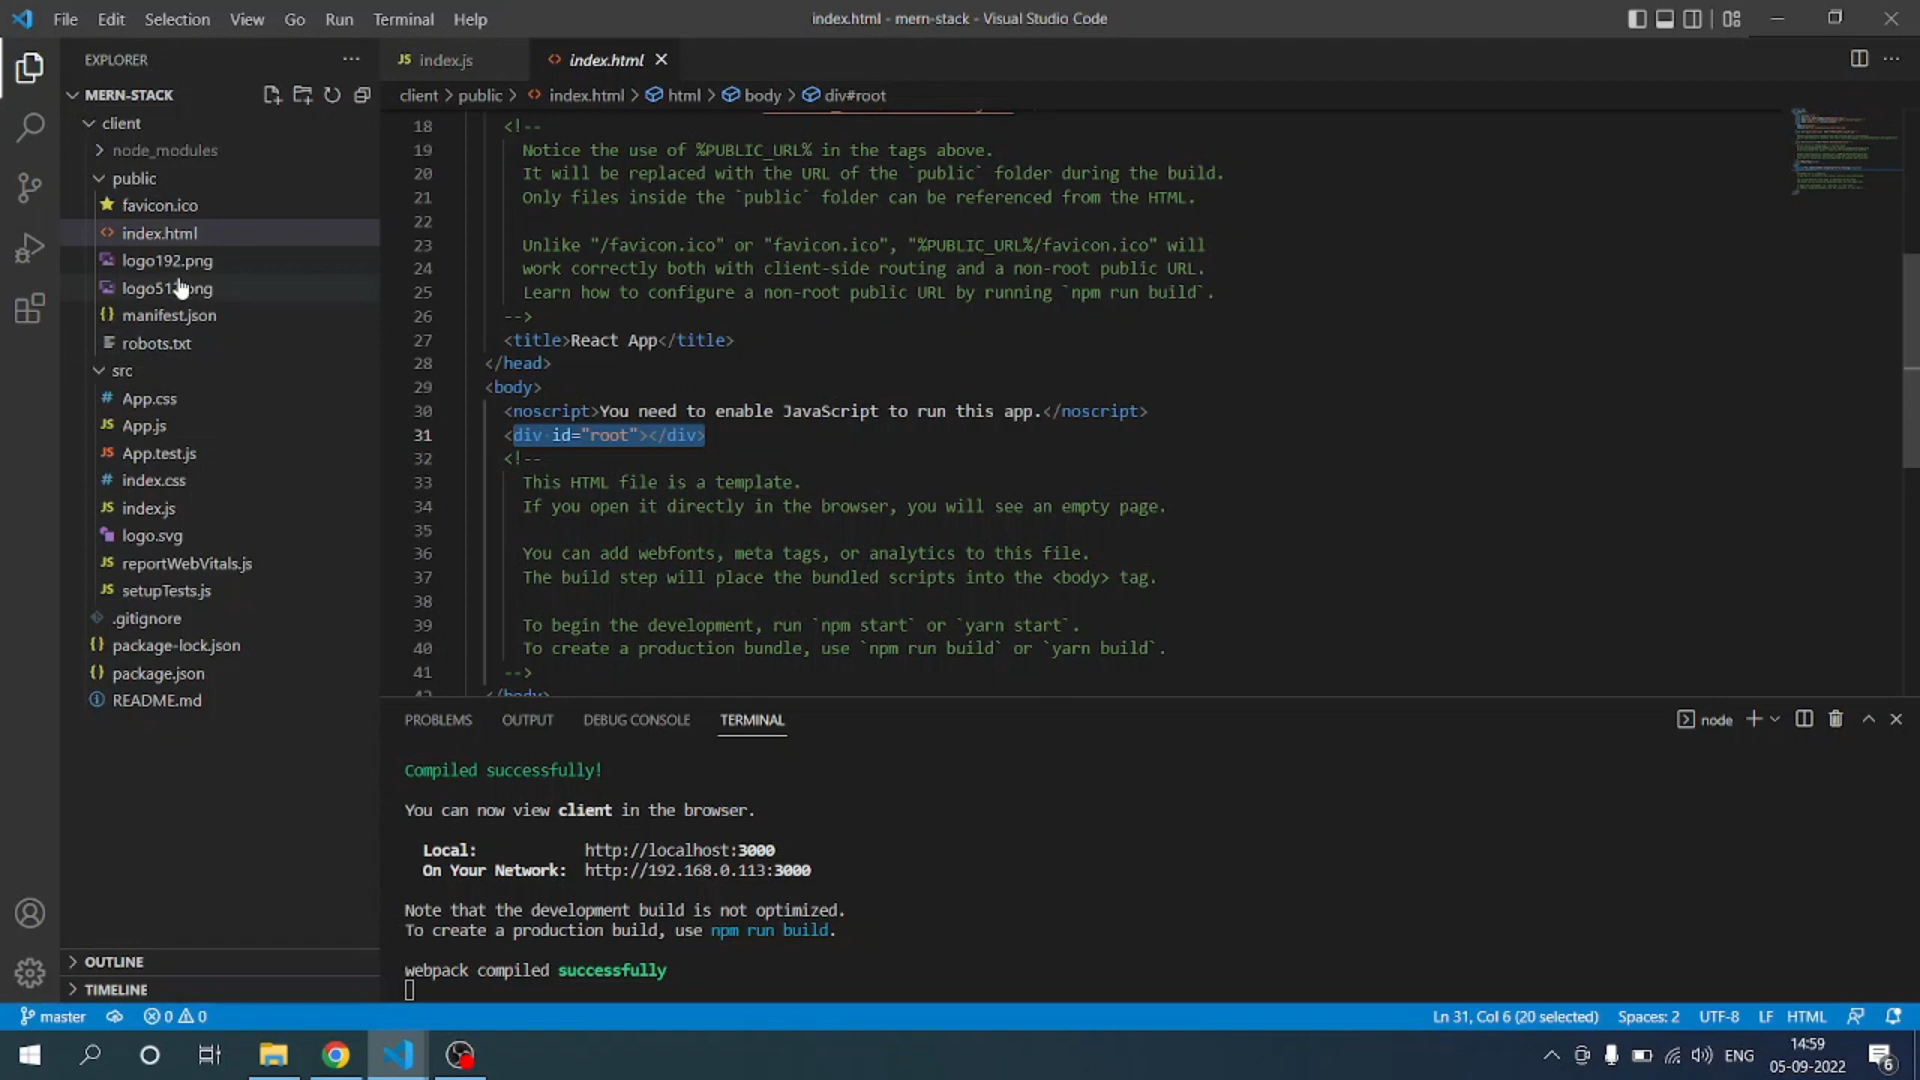 File Edit Selection View Go Run Terminal Help
index.html - mern-stack - Visual Studio Code
EXPLORER
MERN-STACK
client
node_modules
public
favicon.ico
index.html
logo192.png
manifest.json
robots.txt
src
App.css
App.js
App.test.js
index.css
index.js
logo.svg
reportWebVitals.js
setupTests.js
.gitignore
package-lock.json
package.json
README.md
OUTLINE
TIMELINE
JS index.js
index.html
client > public > index.html > html > body > div#root
18 <!--
19 Notice the use of %PUBLIC_URL% in the tags above.
20 It will be replaced with the URL of the `public` folder during the build.
21 Only files inside the `public` folder can be referenced from the HTML.
22
23 Unlike "/favicon.ico" or "favicon.ico", "%PUBLIC_URL%/favicon.ico" will
24 work correctly both with client-side routing and a non-root public URL.
25 Learn how to configure a non-root public URL by running `npm run build`.
26 -->
27 <title>React App</title>
28 </head>
29 <body>
30 <noscript>You need to enable JavaScript to run this app.</noscript>
31 <div id="root"></div>
32 <!--
33 This HTML file is a template.
34 If you open it directly in the browser, you will see an empty page.
35
36 You can add webfonts, meta tags, or analytics to this file.
37 The build step will place the bundled scripts into the <body> tag.
38
39 To begin the development, run `npm start` or `yarn start`.
40 To create a production bundle, use `npm run build` or `yarn build`.
41 -->
42 </body>
PROBLEMS OUTPUT DEBUG CONSOLE TERMINAL
node
Compiled successfully!
You can now view client in the browser.
Local: http://localhost:3000
On Your Network: http://192.168.0.113:3000
Note that the development build is not optimized.
To create a production build, use npm run build.
webpack compiled successfully
master 0 0
Ln 31, Col 6 (20 selected) Spaces: 2 UTF-8 LF HTML
ENG
14:59
05-09-2022
6